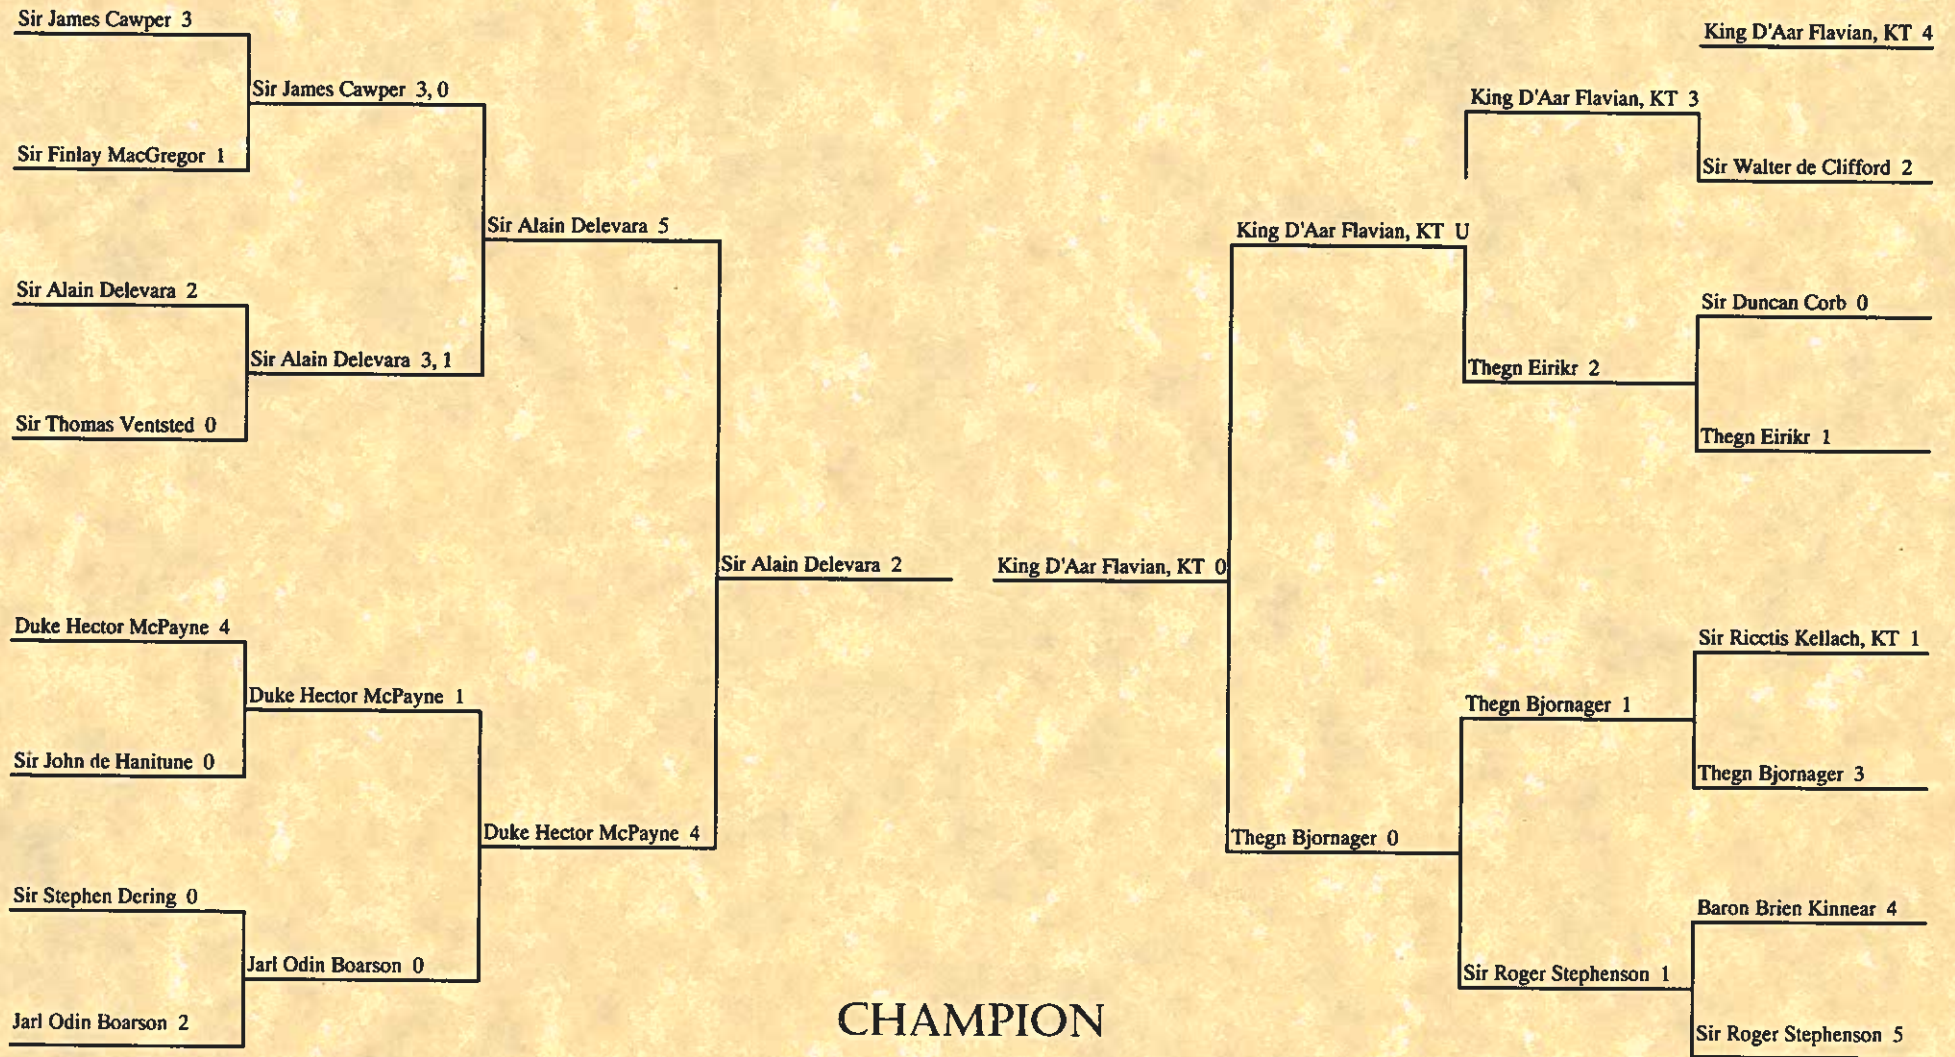 Sir James Cawper 3
Sir James Cawper 3, 0
Sir Finlay MacGregor 1
Sir Alain Delevara 5
Sir Alain Delevara 2
Sir Alain Delevara 3, 1
Sir Thomas Ventsted 0
Sir Alain Delevara 2
Duke Hector McPayne 4
Duke Hector McPayne 1
Sir John de Hanitune 0
Duke Hector McPayne 4
Sir Stephen Dering 0
Jarl Odin Boarson 0
Jarl Odin Boarson 2
King D'Aar Flavian, KT 4
King D'Aar Flavian, KT 3
Sir Walter de Clifford 2
King D'Aar Flavian, KT U
Sir Duncan Corb 0
Thegn Eirikr 2
Thegn Eirikr 1
King D'Aar Flavian, KT 0
Sir Ricctis Kellach, KT 1
Thegn Bjornager 1
Thegn Bjornager 3
Thegn Bjornager 0
Baron Brien Kinnear 4
Sir Roger Stephenson 1
Sir Roger Stephenson 5
CHAMPION